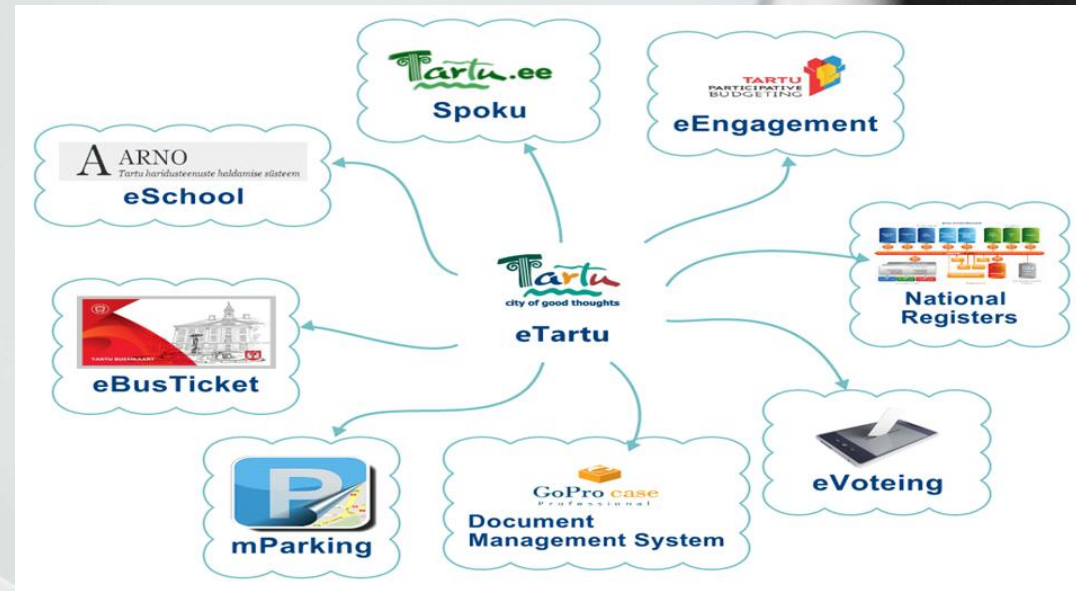 Tartu.ee
Spoku
TARTU
PARTICIPATIVE
BUDGETING
eEngagement
A ARNO
Tartu haridusteenuste haldamise süsteem
eSchool
Tartu
city of good thoughts
eTartu
National
Registers
TARTU BUSSIKAART
eBusTicket
P
mParking
GoPro case
Professional
Document
Management System
eVoteing